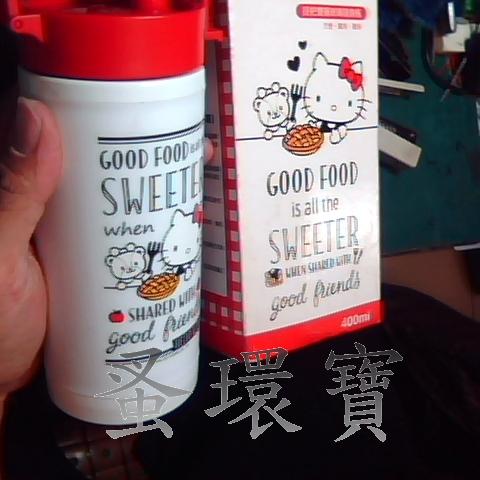 GOOD FOOD
SWEETER
when
SHARED WITH
good friends
GOOD FOOD
is all the
SWEETER
WHEN SHARED WITH
good friends
400ml
蚤環寶